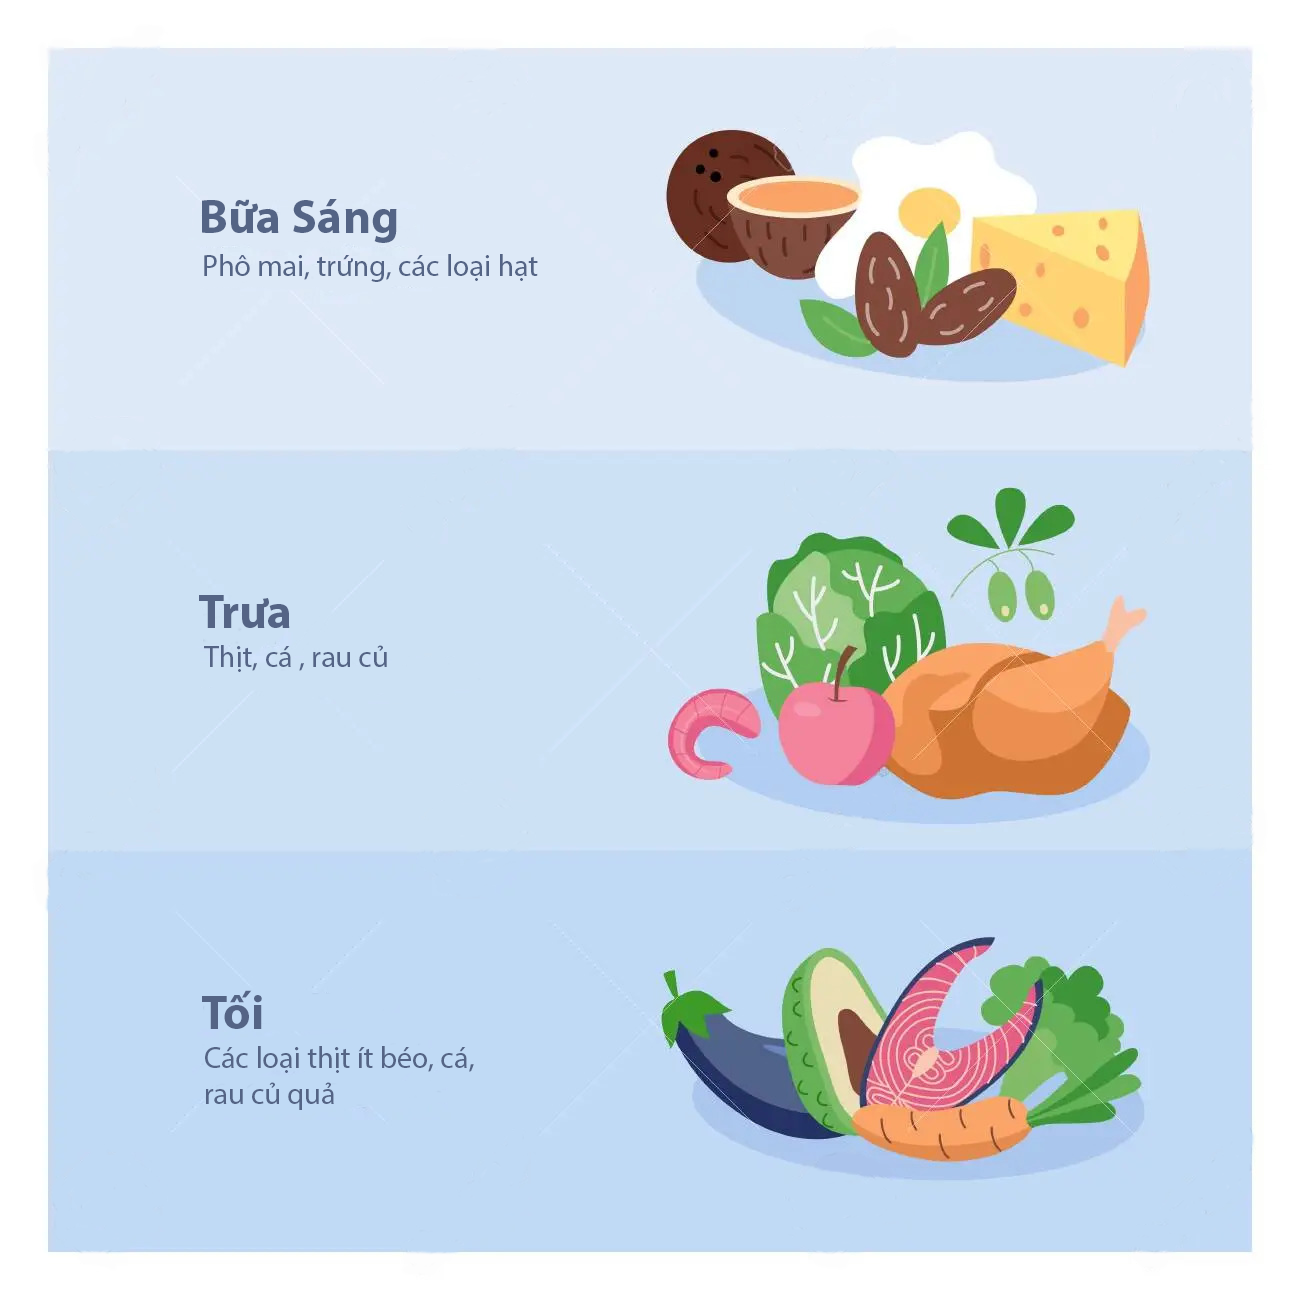 Bữa Sáng
Phô mai, trứng, các loại hạt
Trưa
Thịt, cá , rau củ
Tối
Các loại thịt ít béo, cá,
rau củ quả